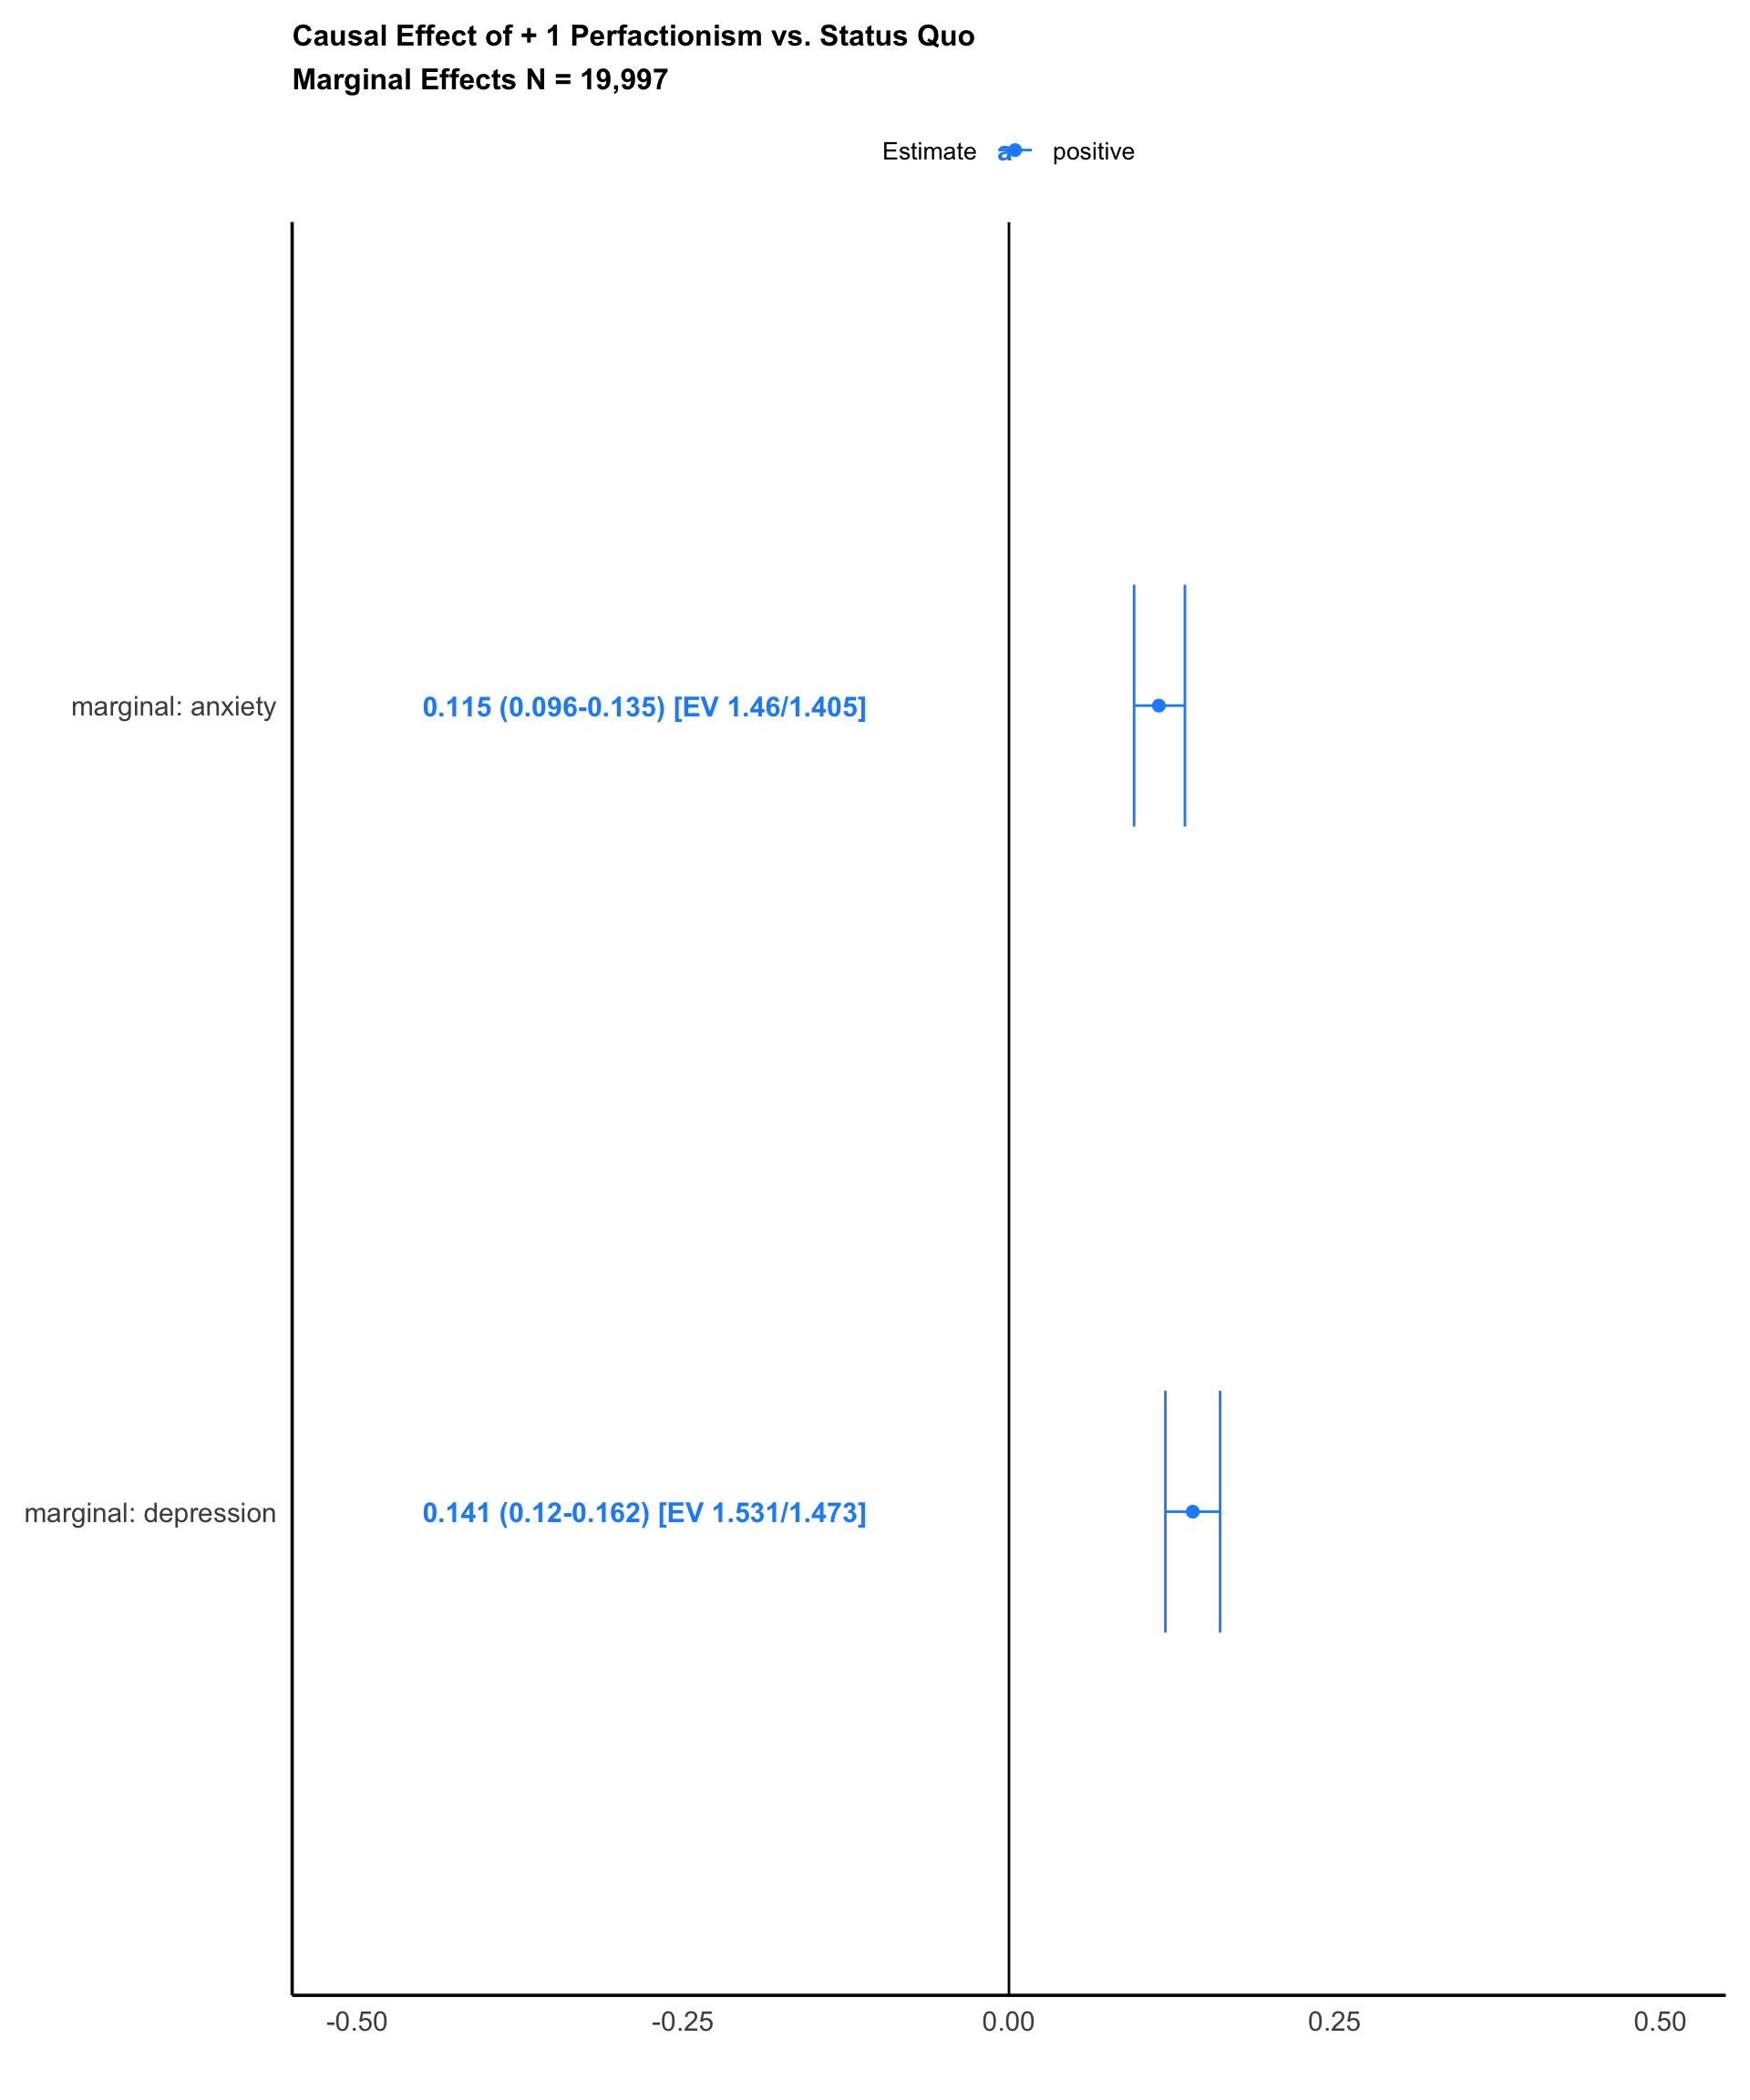 Causal Effect of + 1 Perfactionism vs. Status Quo
Marginal Effects N = 19,997
Estimate a positive
marginal: anxiety 0.115 (0.096-0.135) [EV 1.46/1.405]
marginal: depression 0.141 (0.12-0.162) [EV 1.531/1.473]
-0.50 -0.25 0.00 0.25 0.50